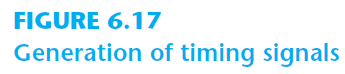 FIGURE 6.17
Generation of timing signals